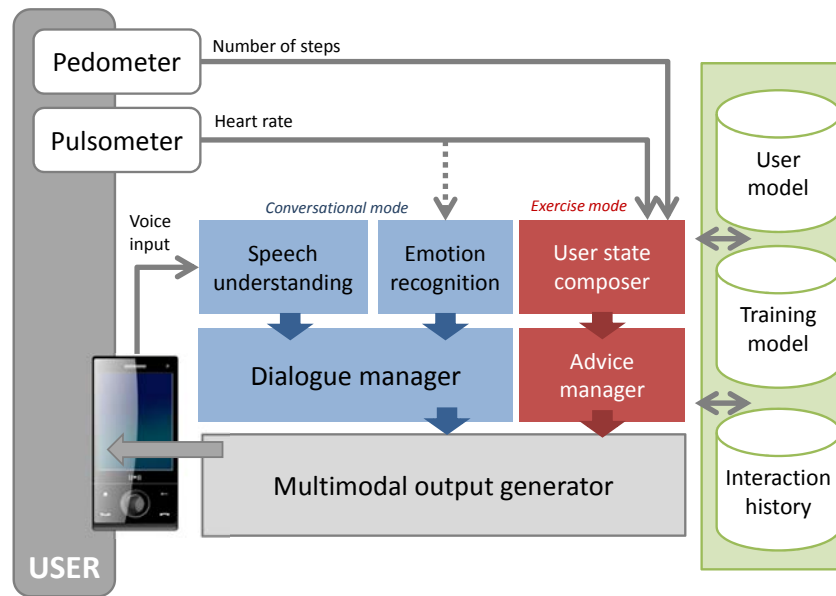 Pedometer
Number of steps
Pulsometer
Heart rate
Voice
input
Conversational mode
Exercise mode
Speech
understanding
Emotion
recognition
User state
composer
Dialogue manager
Advice
manager
Multimodal output generator
User
model
Training
model
Interaction
history
USER